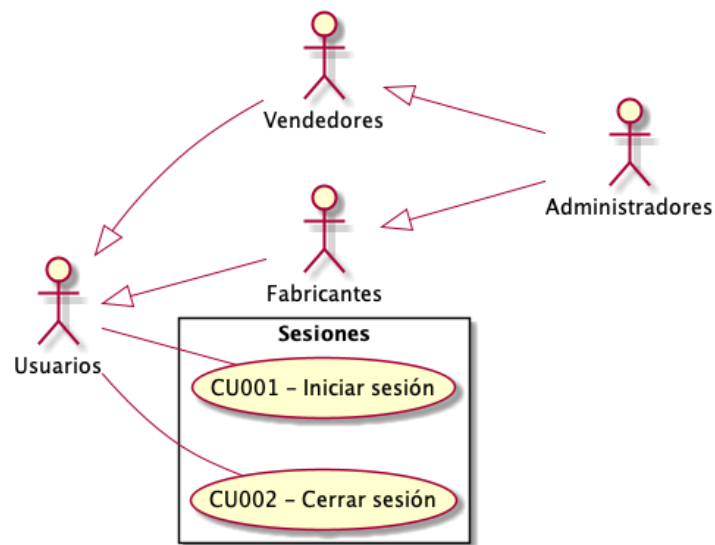 Vendedores
Administradores
Fabricantes
Usuarios
Sesiones
CU001 – Iniciar sesión
CU002 – Cerrar sesión